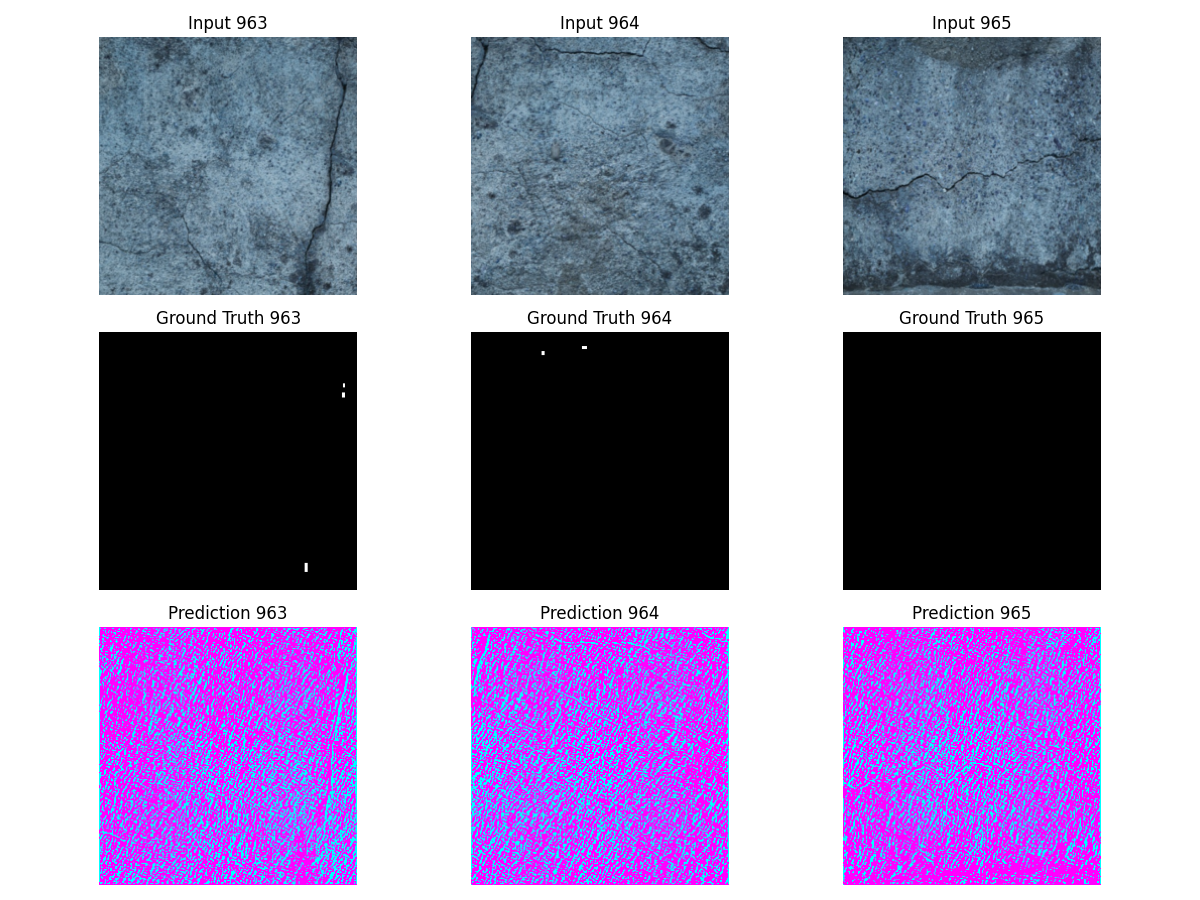 Input 963
Input 964
Input 965
Ground Truth 963
Ground Truth 964
Ground Truth 965
Prediction 963
Prediction 964
Prediction 965